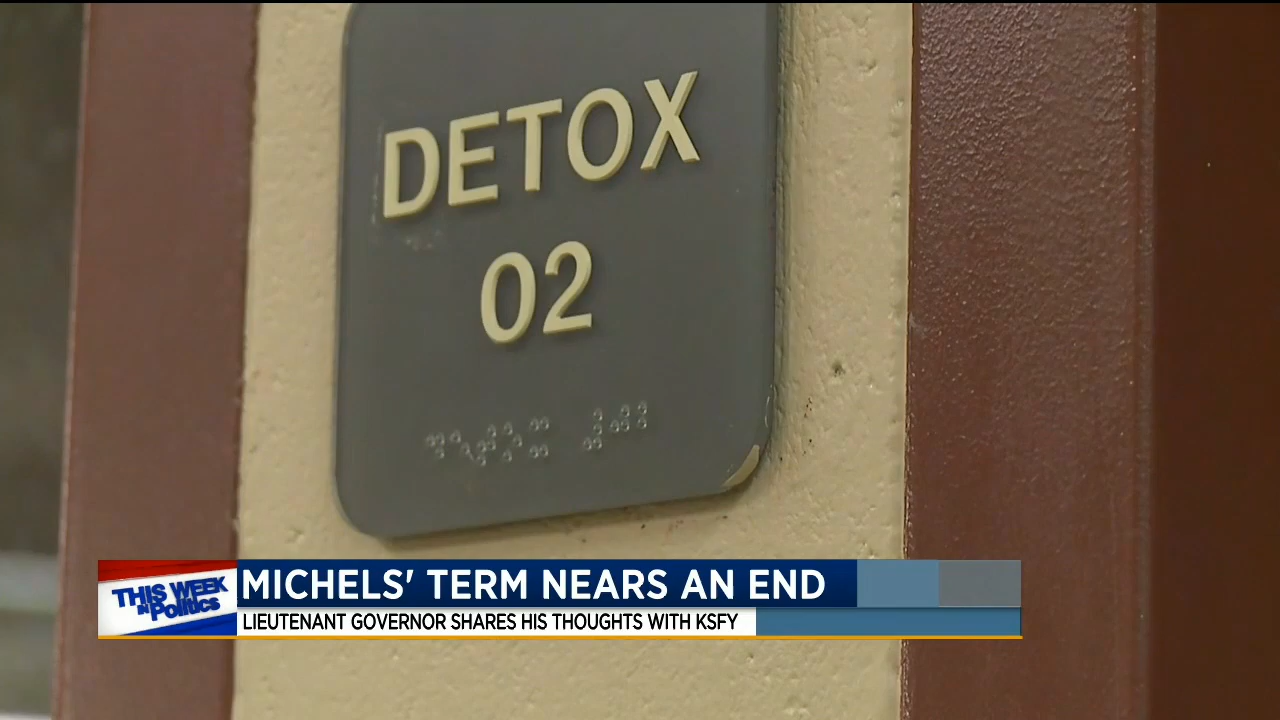 DETOX
02
THIS WEEK
IN Politics
MICHELS' TERM NEARS AN END
LIEUTENANT GOVERNOR SHARES HIS THOUGHTS WITH KSFY